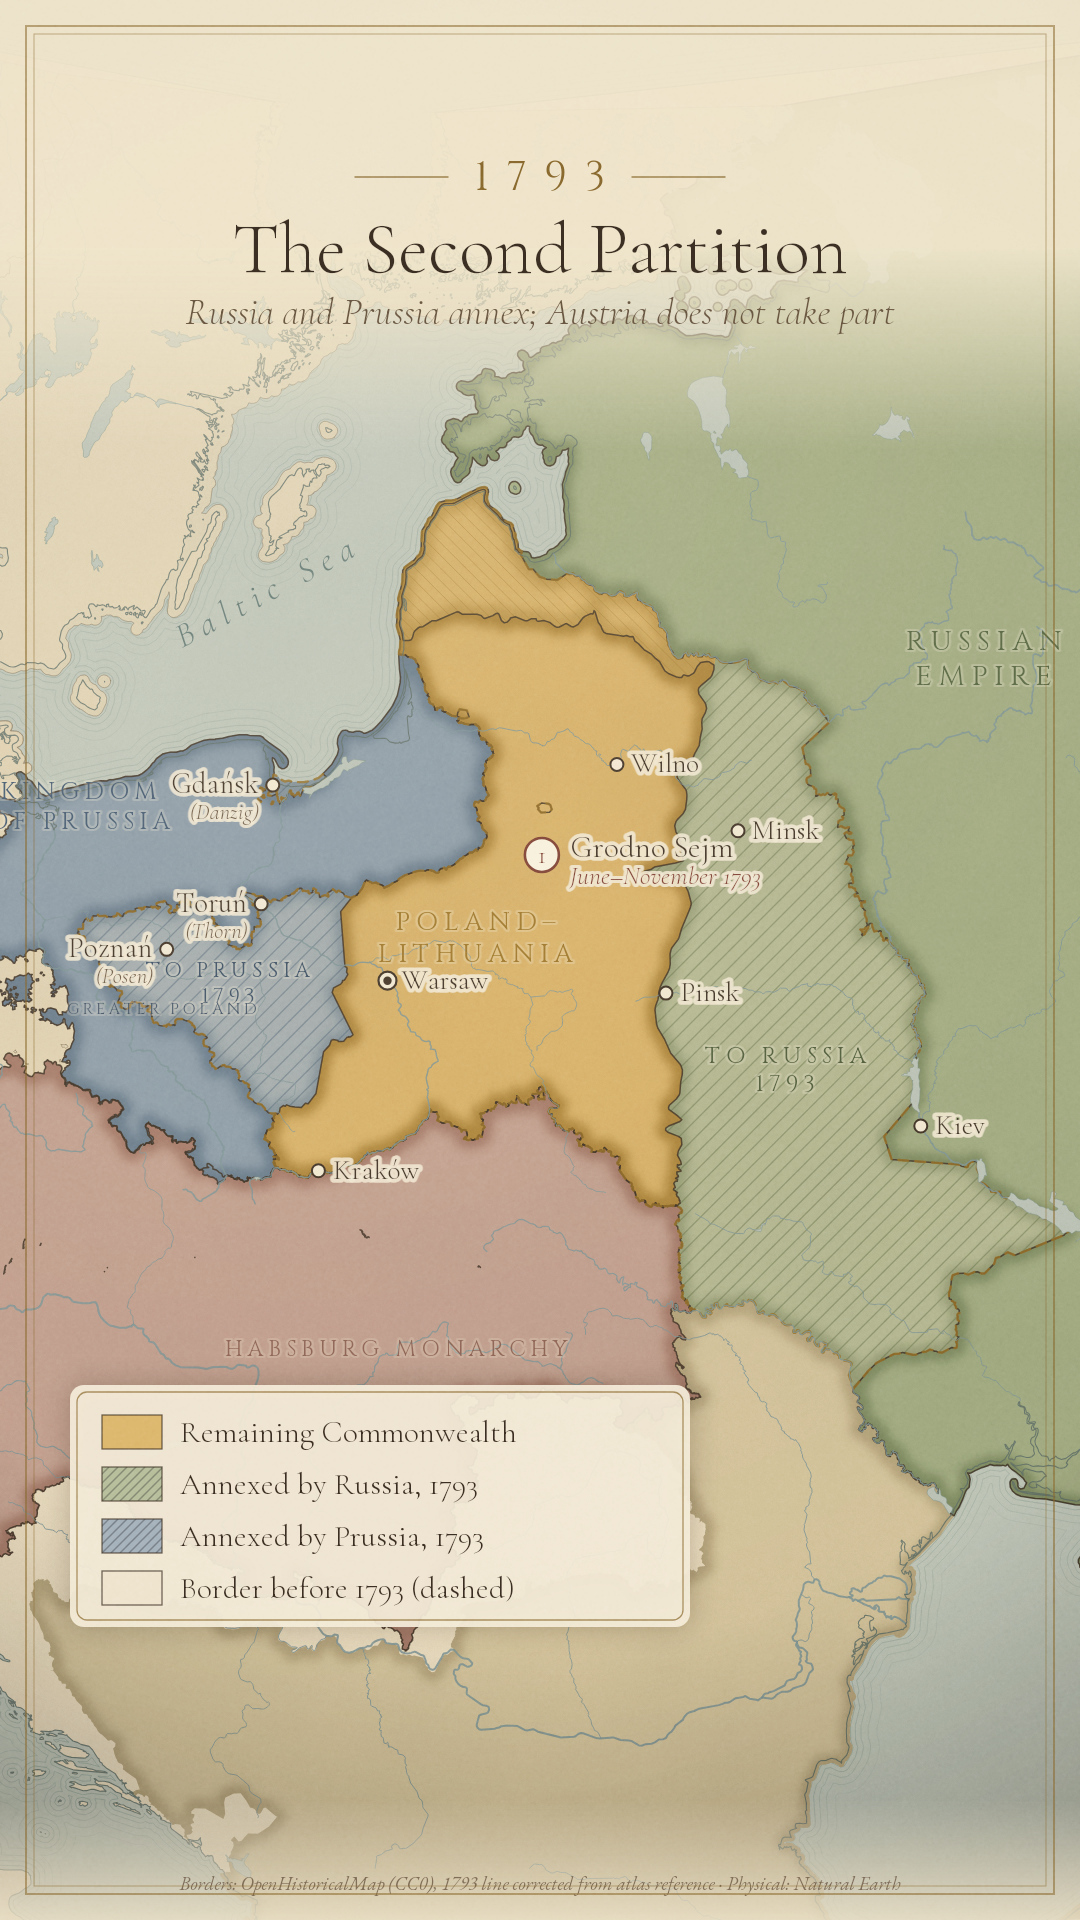 1793
The Second Partition
Russia and Prussia annex; Austria does not take part
Baltic Sea
RUSSIAN
EMPIRE
Wilno
KINGDOM
OF PRUSSIA
Gdańsk
(Danzig)
Minsk
1
Grodno Sejm
June–November 1793
Toruń
(Thorn)
POLAND–
LITHUANIA
Poznań
(Posen)
TO PRUSSIA
1793
GREATER POLAND
Warsaw
Pinsk
TO RUSSIA
1793
Kiev
Kraków
HABSBURG MONARCHY
Remaining Commonwealth
Annexed by Russia, 1793
Annexed by Prussia, 1793
Border before 1793 (dashed)
Borders: OpenHistoricalMap (CC0), 1793 line corrected from atlas reference · Physical: Natural Earth